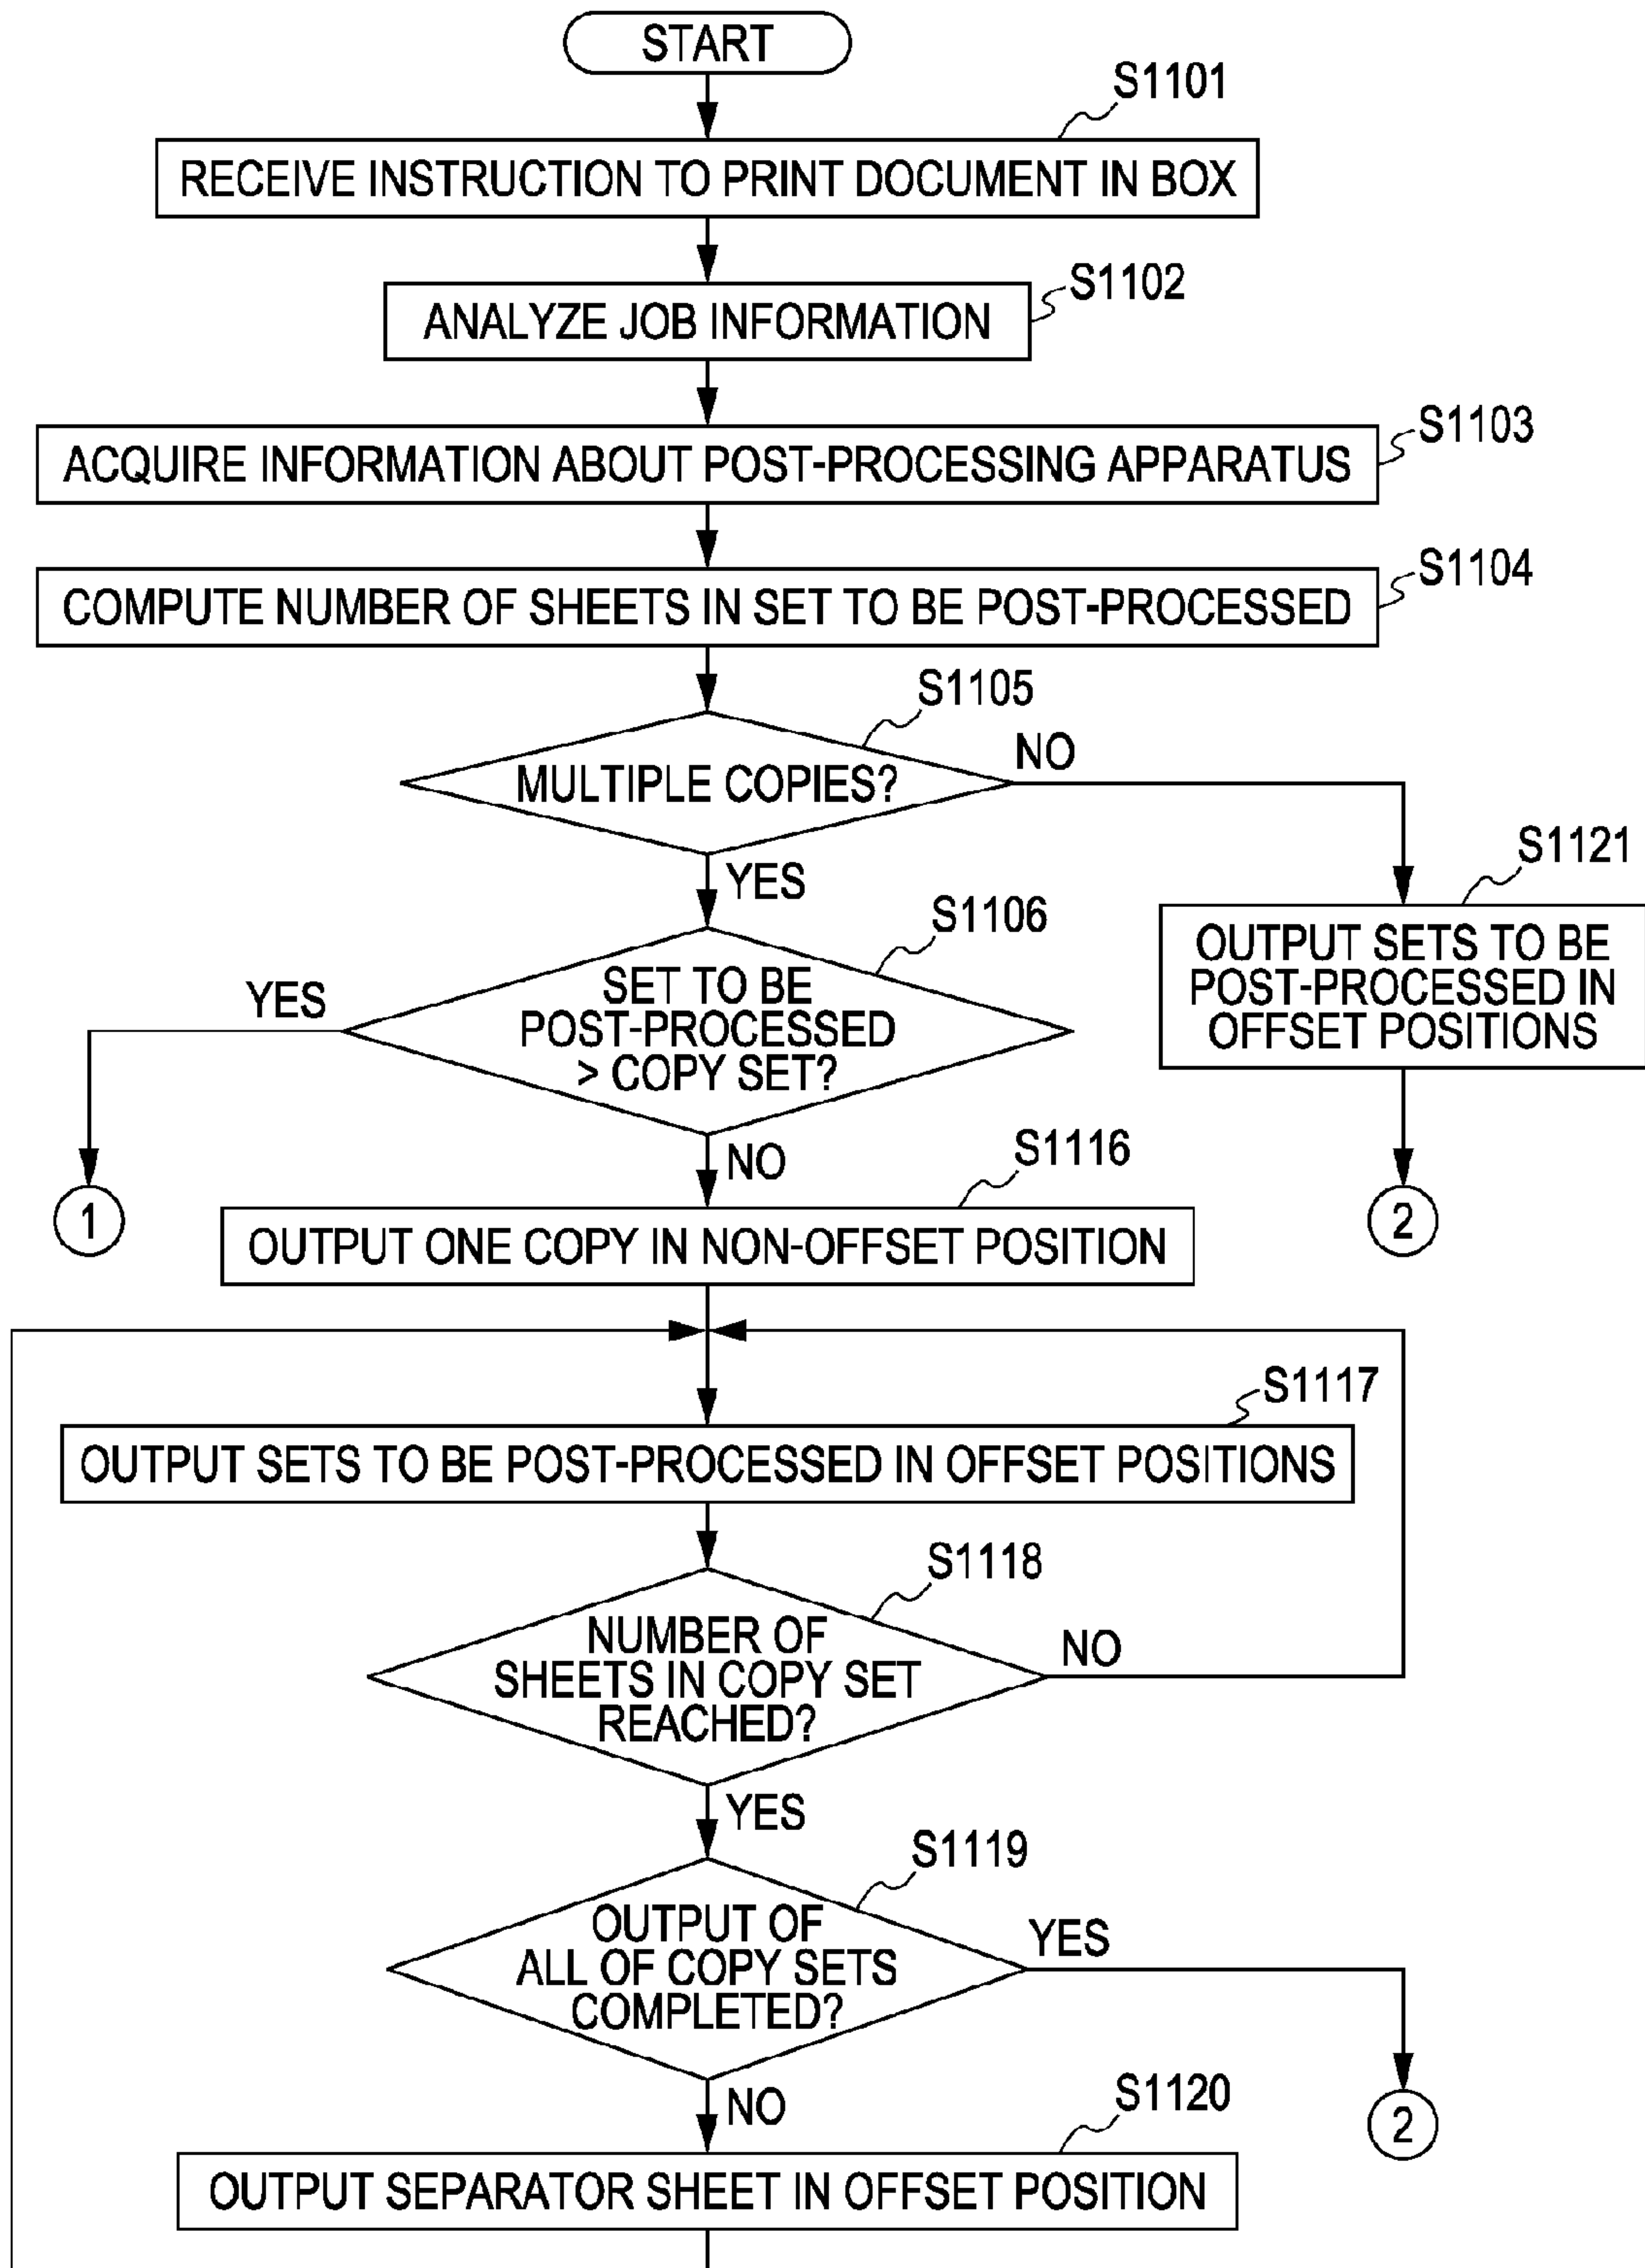 START
S1101
RECEIVE INSTRUCTION TO PRINT DOCUMENT IN BOX
S1102
ANALYZE JOB INFORMATION
S1103
ACQUIRE INFORMATION ABOUT POST-PROCESSING APPARATUS
S1104
COMPUTE NUMBER OF SHEETS IN SET TO BE POST-PROCESSED
S1105
MULTIPLE COPIES?
NO
YES
S1121
OUTPUT SETS TO BE
POST-PROCESSED IN
OFFSET POSITIONS
2
S1106
SET TO BE
POST-PROCESSED
> COPY SET?
YES
1
NO
S1116
OUTPUT ONE COPY IN NON-OFFSET POSITION
S1117
OUTPUT SETS TO BE POST-PROCESSED IN OFFSET POSITIONS
S1118
NUMBER OF
SHEETS IN COPY SET
REACHED?
NO
YES
S1119
OUTPUT OF
ALL OF COPY SETS
COMPLETED?
YES
2
NO
S1120
OUTPUT SEPARATOR SHEET IN OFFSET POSITION